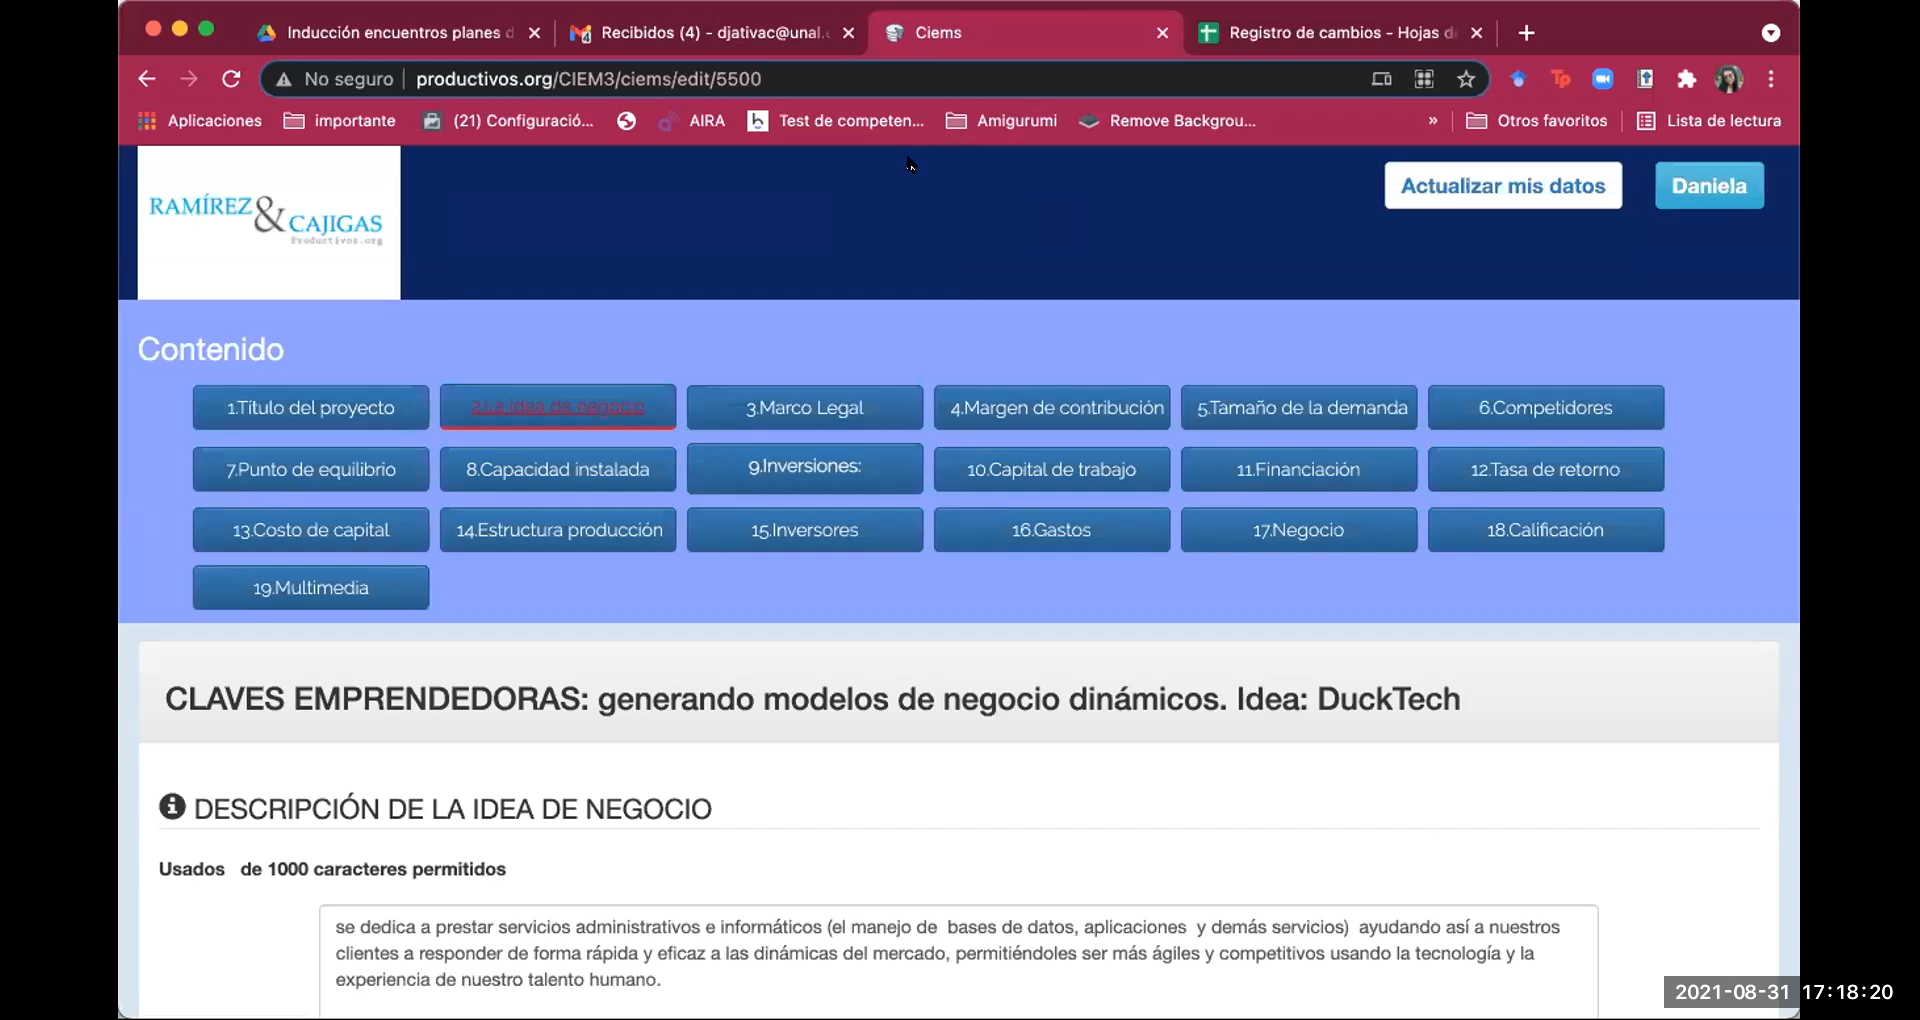 Inducción encuentros planes d
Recibidos (4) - djativac@unal.
Ciems
Registro de cambios - Hojas d
No seguro | productivos.org/CIEM3/ciems/edit/5500
Aplicaciones
importante
(21) Configuració...
AIRA
Test de competen...
Amigurumi
Remove Backgrou...
»
Otros favoritos
Lista de lectura
RAMÍREZ & CAJIGAS
Productivos.org
Actualizar mis datos
Daniela
Contenido
1.Título del proyecto
2.La idea de negocio
3.Marco Legal
4.Margen de contribución
5.Tamaño de la demanda
6.Competidores
7.Punto de equilibrio
8.Capacidad instalada
9.Inversiones:
10.Capital de trabajo
11.Financiación
12.Tasa de retorno
13.Costo de capital
14.Estructura producción
15.Inversores
16.Gastos
17.Negocio
18.Calificación
19.Multimedia
CLAVES EMPRENDEDORAS: generando modelos de negocio dinámicos. Idea: DuckTech
DESCRIPCIÓN DE LA IDEA DE NEGOCIO
Usados de 1000 caracteres permitidos
se dedica a prestar servicios administrativos e informáticos (el manejo de bases de datos, aplicaciones y demás servicios) ayudando así a nuestros
clientes a responder de forma rápida y eficaz a las dinámicas del mercado, permitiéndoles ser más ágiles y competitivos usando la tecnología y la
experiencia de nuestro talento humano.
2021-08-31 17:18:20